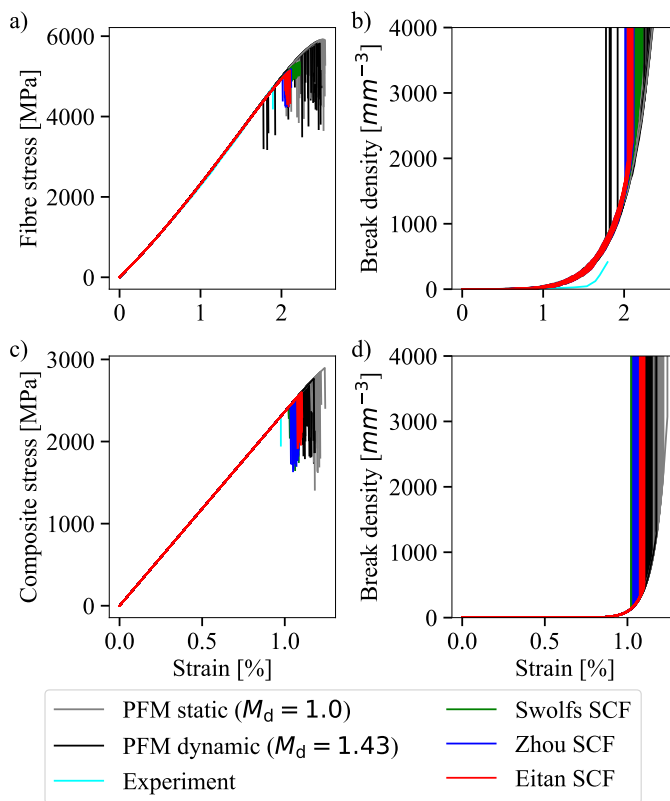 a)
b)
6000
4000
2000
0
Fibre stress [MPa]
0
1
2
4000
3000
2000
1000
0
Break density [mm⁻³]
0
1
2
c)
d)
3000
2000
1000
0
Composite stress [MPa]
0.0
0.5
1.0
Strain [%]
4000
3000
2000
1000
0
Break density [mm⁻³]
0.0
0.5
1.0
Strain [%]
PFM static (M_d = 1.0)
PFM dynamic (M_d = 1.43)
Experiment
Swolfs SCF
Zhou SCF
Eitan SCF